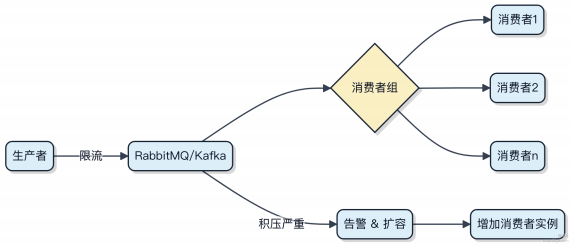 消费者1
消费者组
消费者2
生产者
限流
RabbitMQ/Kafka
消费者n
积压严重
告警 & 扩容
增加消费者实例